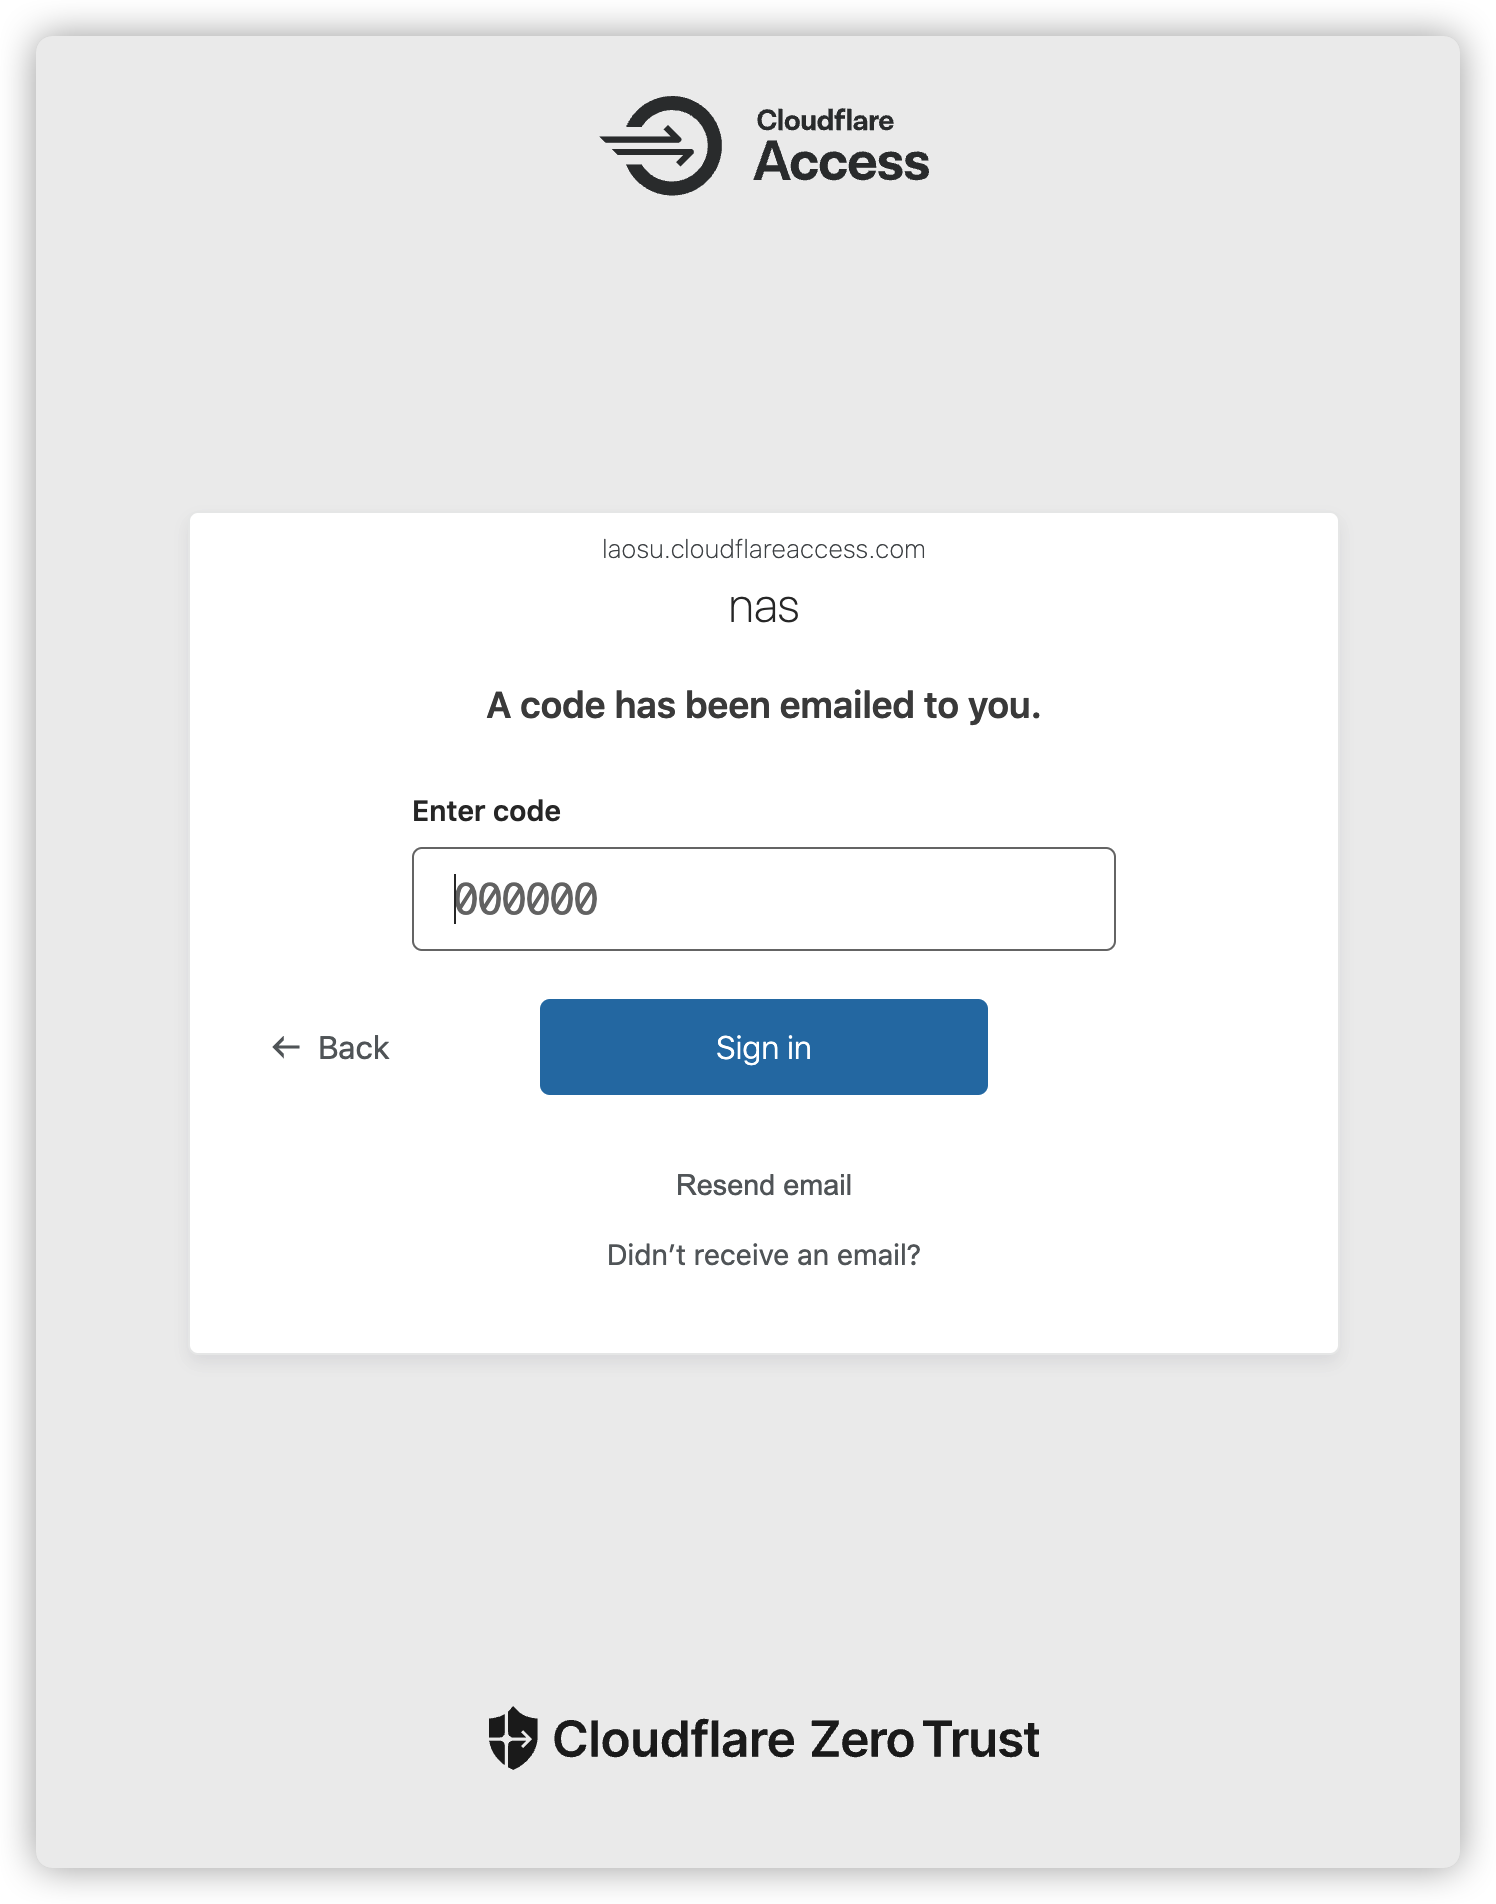 Cloudflare
Access
laosu.cloudflareaccess.com
nas
A code has been emailed to you.
Enter code
000000
← Back
Sign in
Resend email
Didn’t receive an email?
Cloudflare Zero Trust